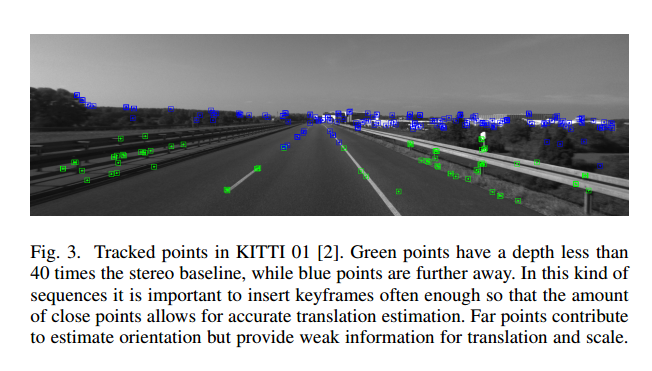 Fig. 3. Tracked points in KITTI 01 [2]. Green points have a depth less than
40 times the stereo baseline, while blue points are further away. In this kind of
sequences it is important to insert keyframes often enough so that the amount
of close points allows for accurate translation estimation. Far points contribute
to estimate orientation but provide weak information for translation and scale.